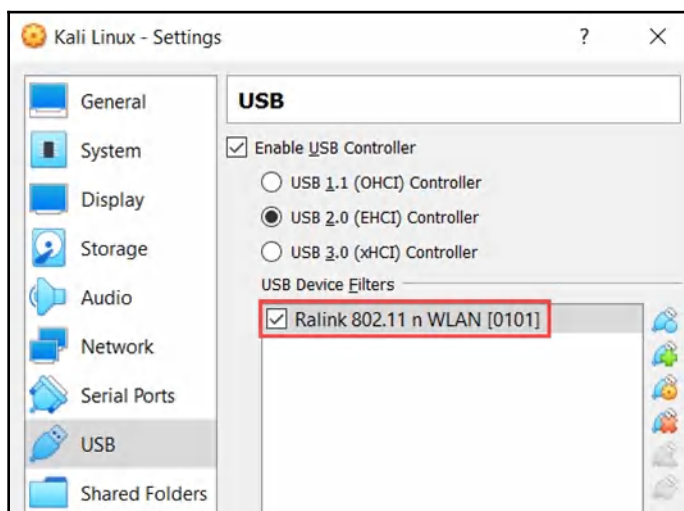 Kali Linux - Settings ? ×
General
System
Display
Storage
Audio
Network
Serial Ports
USB
Shared Folders
USB
Enable USB Controller
USB 1.1 (OHCI) Controller
USB 2.0 (EHCI) Controller
USB 3.0 (xHCI) Controller
USB Device Filters
Ralink 802.11 n WLAN [0101]